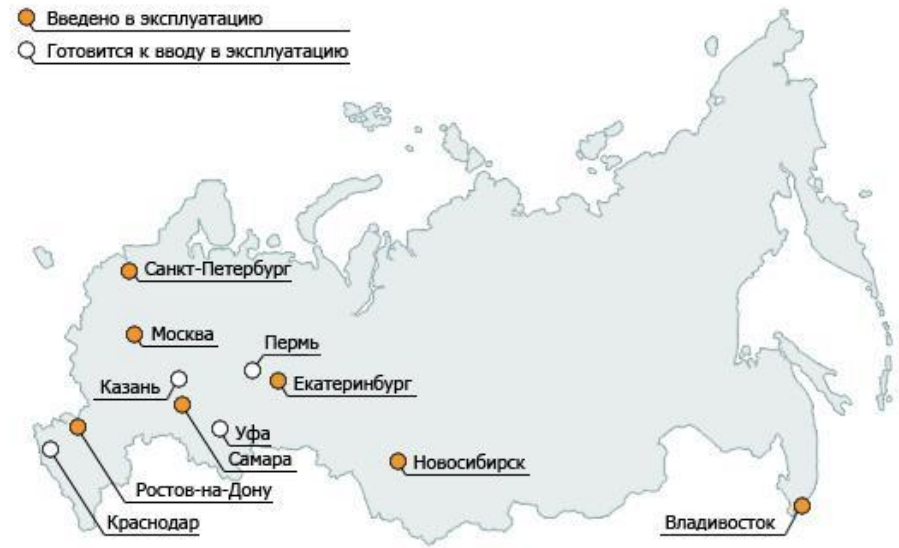 Введено в эксплуатацию
Готовится к вводу в эксплуатацию
Санкт-Петербург
Москва
Пермь
Казань
Екатеринбург
Уфа
Самара
Новосибирск
Ростов-на-Дону
Краснодар
Владивосток